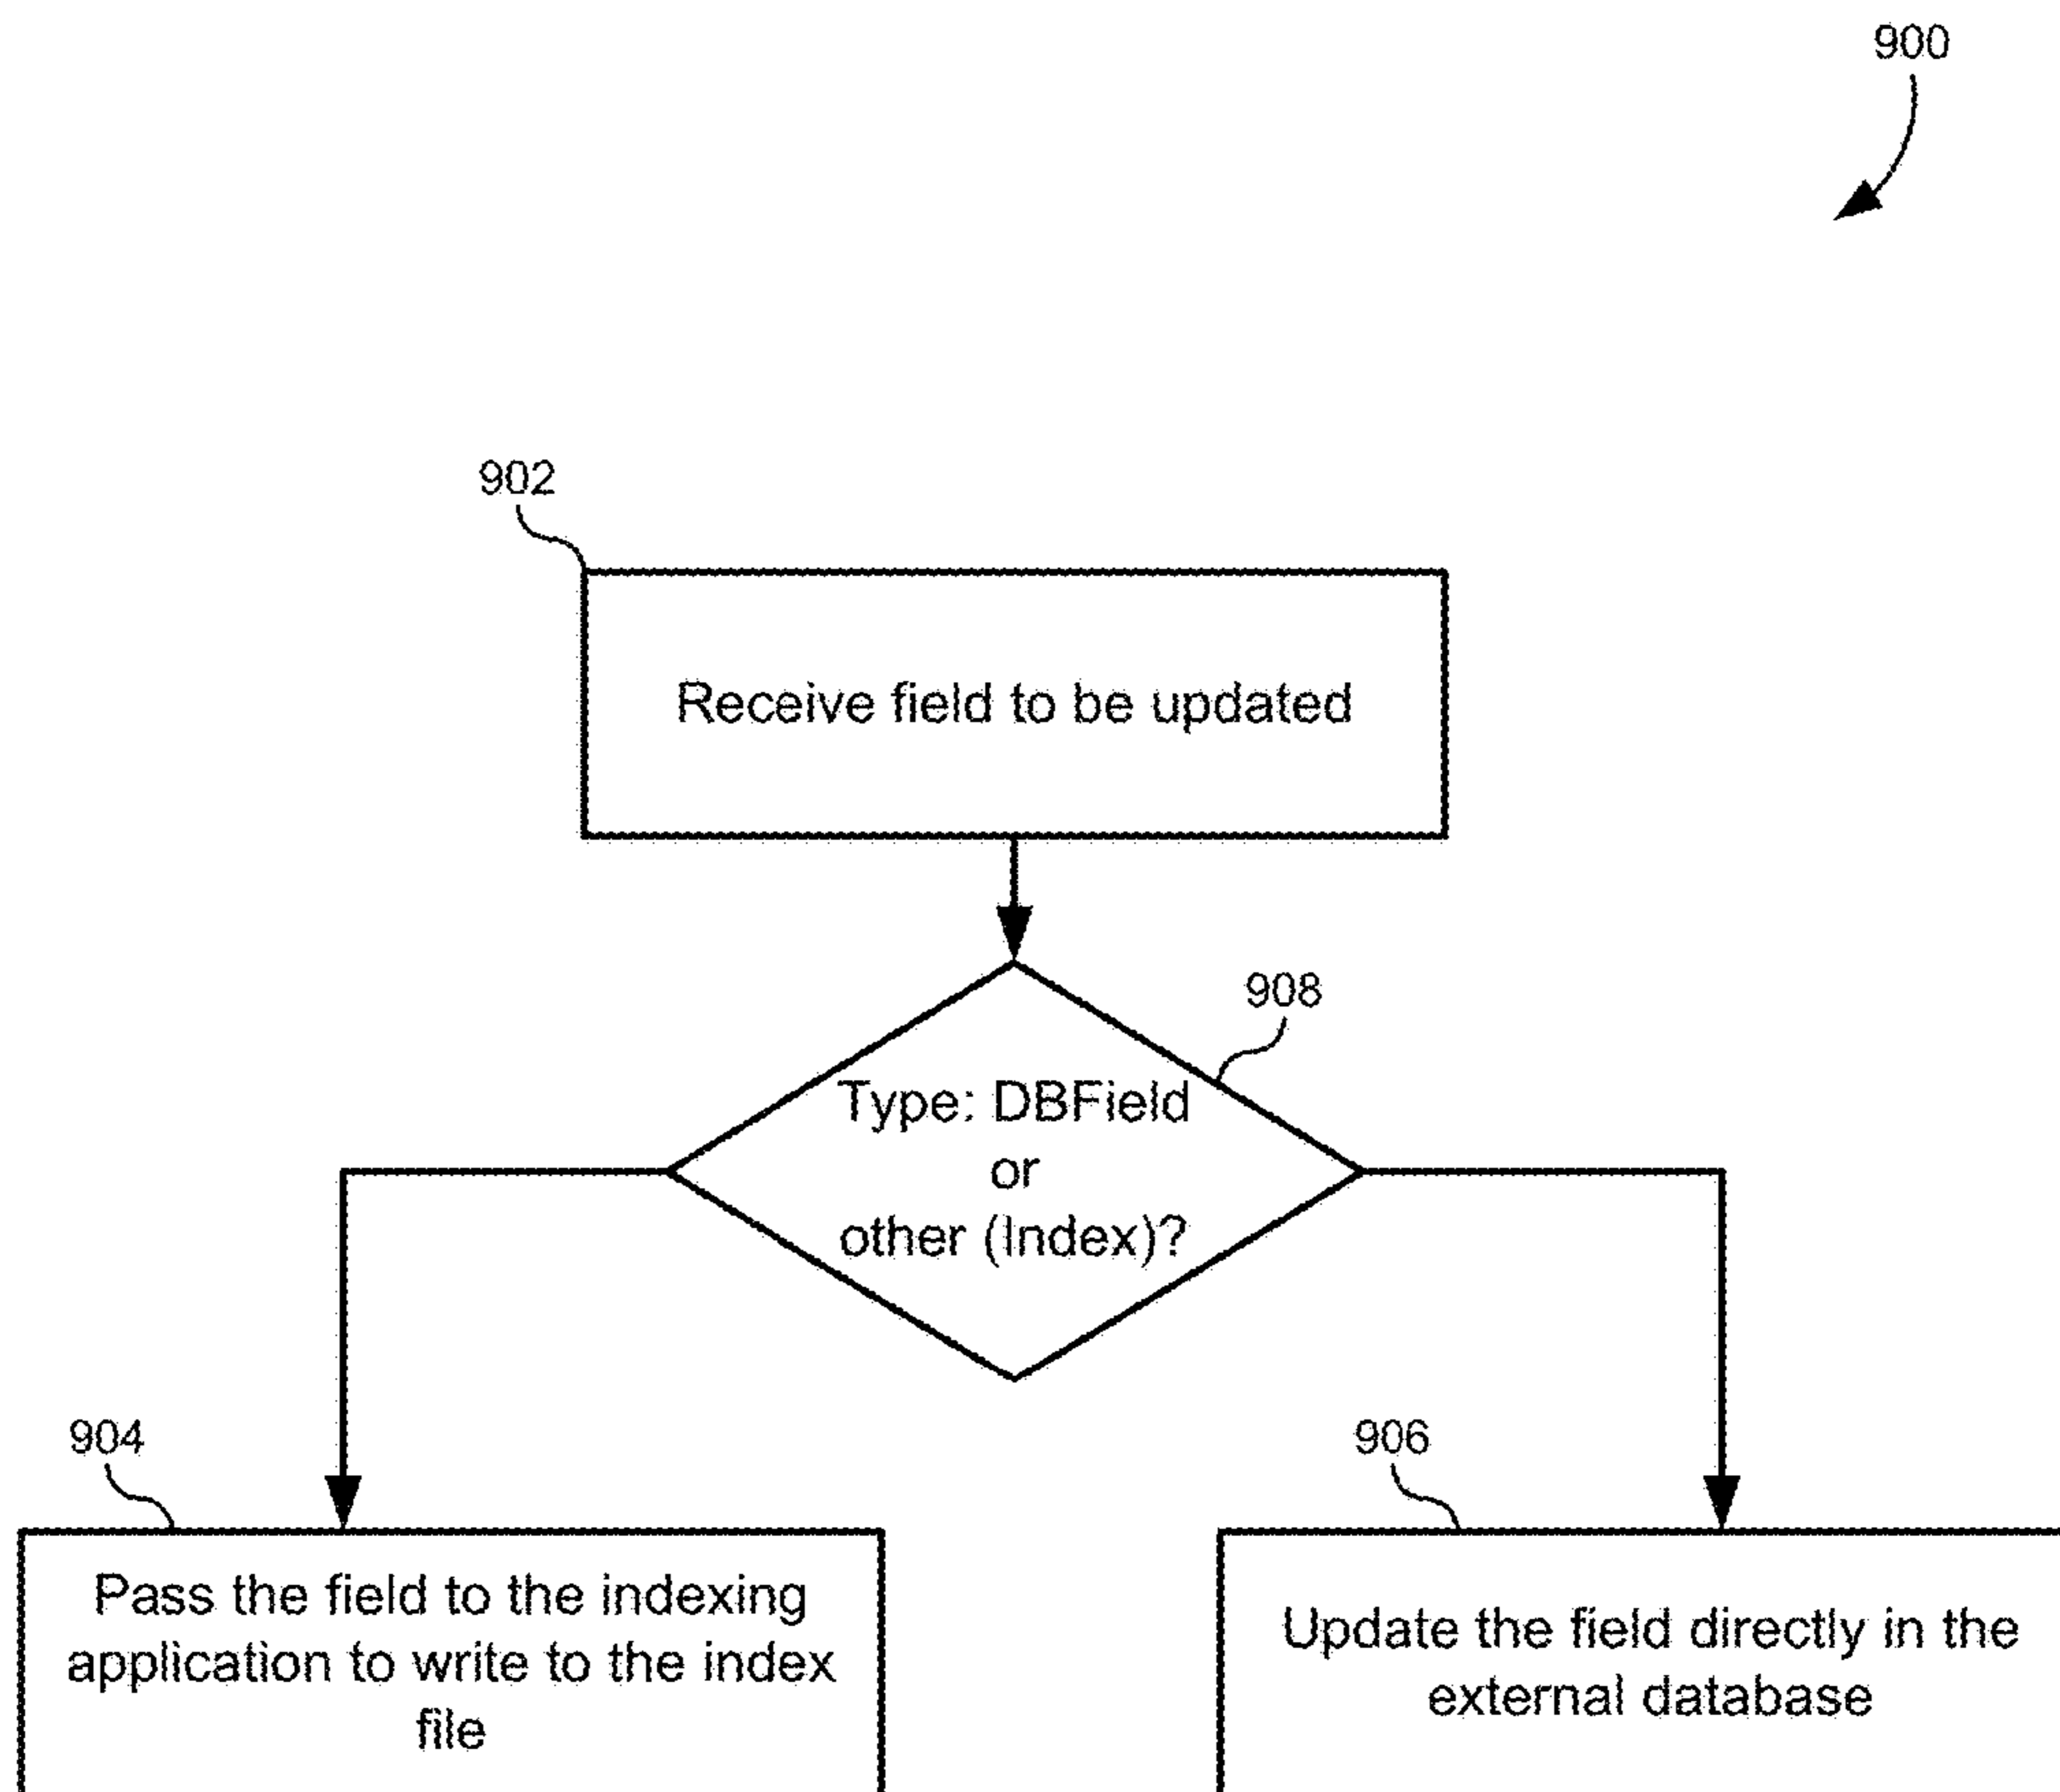 900
902
Receive field to be updated
908
Type: DBField
or
other (Index)?
904
Pass the field to the indexing
application to write to the index
file
906
Update the field directly in the
external database